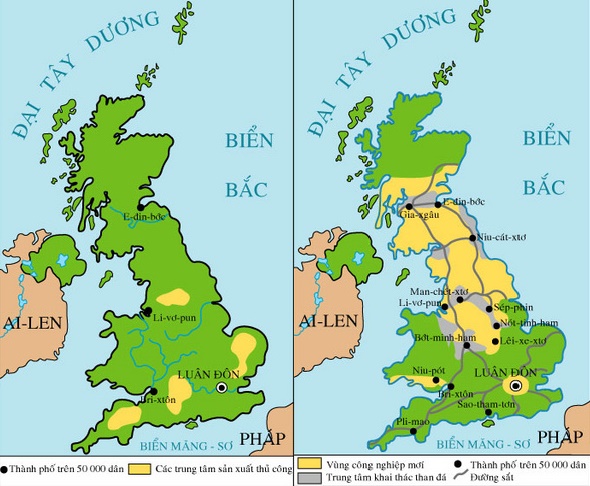 ĐẠI TÂY DƯƠNG
BIỂN
BẮC
E-đin-bớc
AI-LEN
Li-vơ-pun
LUÂN ĐÔN
Bri-xtôn
BIỂN MĂNG - SƠ
PHÁP
Thành phố trên 50 000 dân
Các trung tâm sản xuất thủ công
ĐẠI TÂY DƯƠNG
BIỂN
BẮC
E-đin-bớc
Gla-xgâu
Niu-cát-xtơ
Man-chét-xtơ
Li-vơ-pun
Sép-phin
AI-LEN
Nốt-tinh-ham
Bớt-minh-ham
Lêi-xe-xtơ
Niu-pót
LUÂN ĐÔN
Bri-xtôn
Sao-tham-tơn
Pli-mao
BIỂN MĂNG - SƠ
PHÁP
Vùng công nghiệp mới
Thành phố trên 50 000 dân
Trung tâm khai thác than đá
Đường sắt